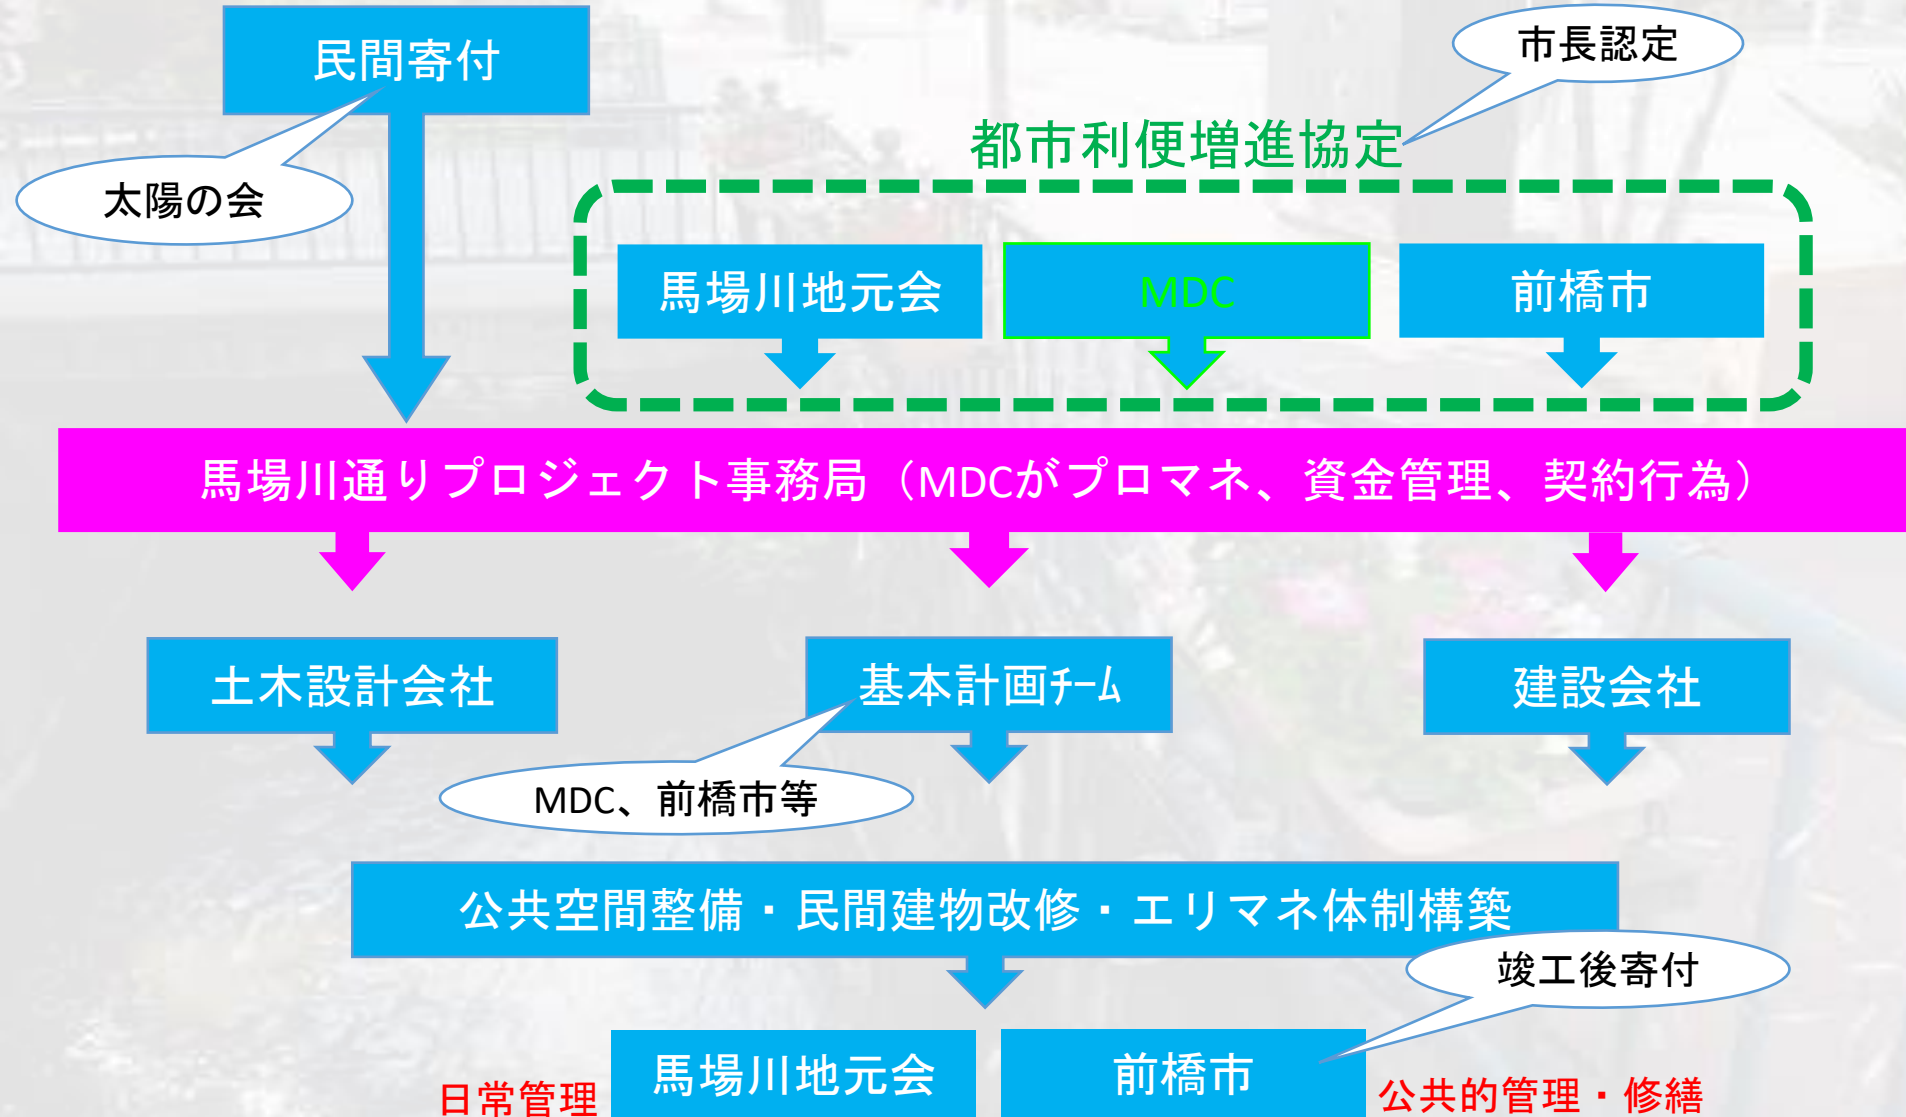 民間寄付
市長認定
都市利便増進協定
太陽の会
馬場川地元会
MDC
前橋市
馬場川通りプロジェクト事務局（MDCがプロマネ、資金管理、契約行為）
土木設計会社
基本計画ﾁｰﾑ
建設会社
MDC、前橋市等
公共空間整備・民間建物改修・エリマネ体制構築
竣工後寄付
日常管理
馬場川地元会
前橋市
公共的管理・修繕